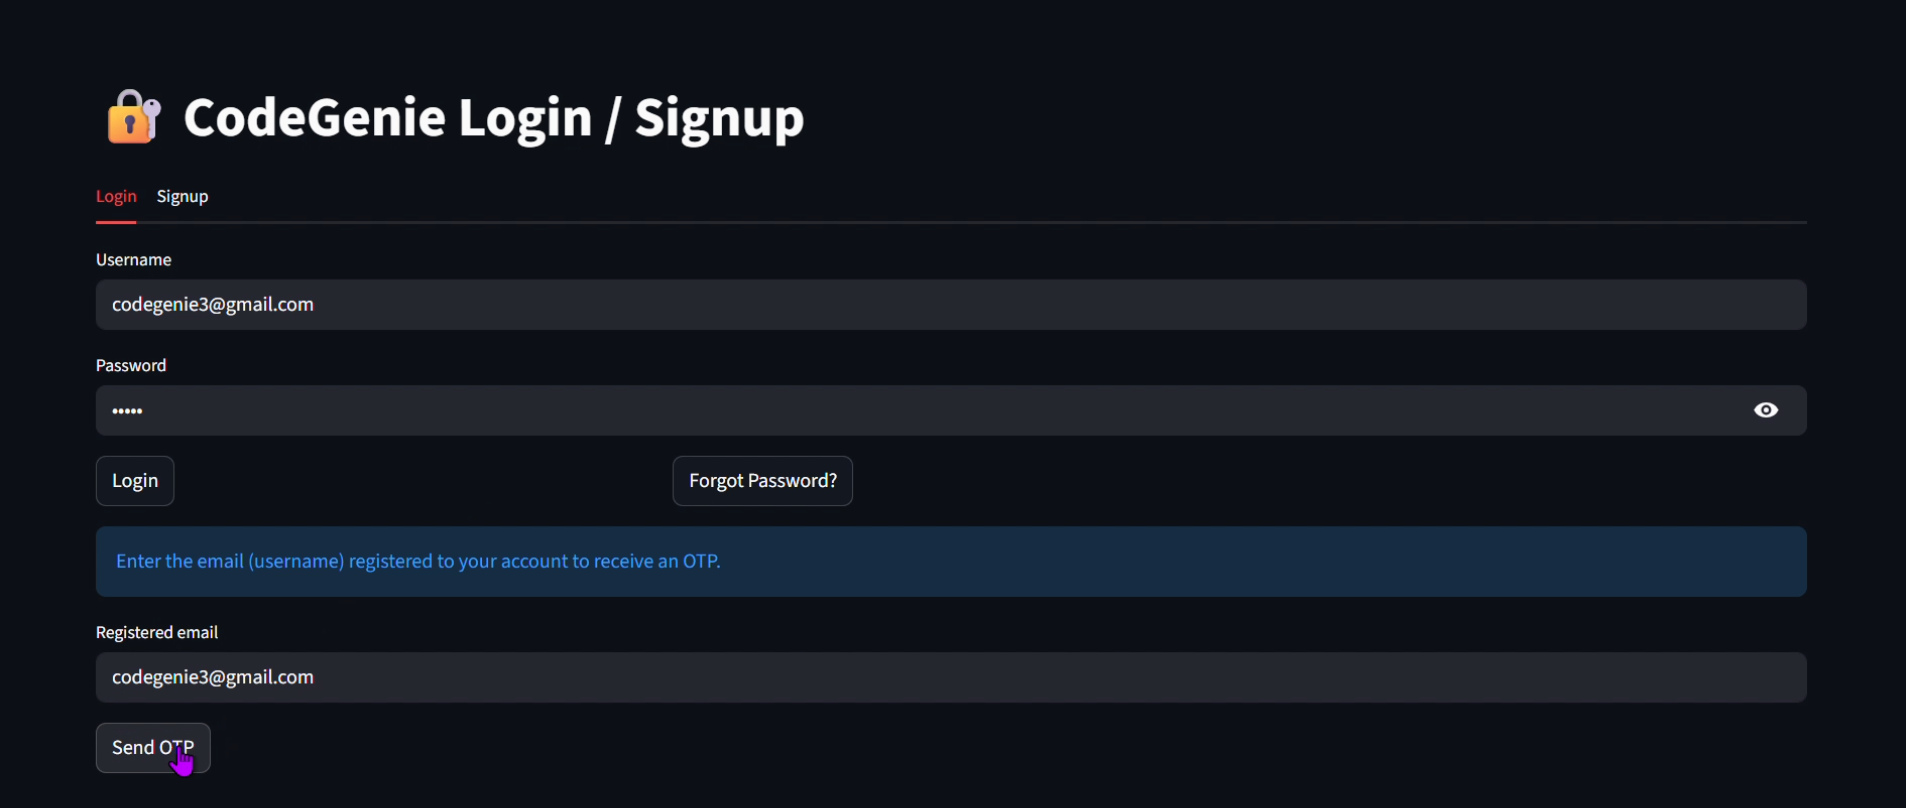 CodeGenie Login / Signup
Login Signup
Username
codegenie3@gmail.com
Password
•••••
Login Forgot Password?
Enter the email (username) registered to your account to receive an OTP.
Registered email
codegenie3@gmail.com
Send OTP